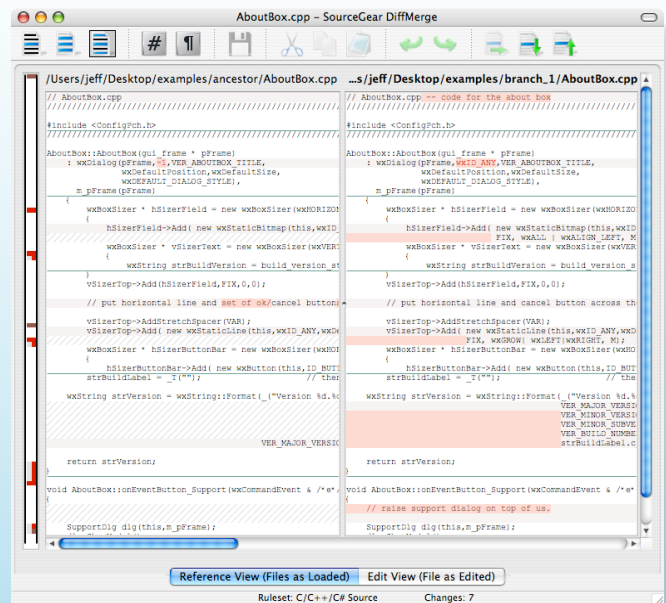 AboutBox.cpp – SourceGear DiffMerge
# ¶
/Users/jeff/Desktop/examples/ancestor/AboutBox.cpp
// AboutBox.cpp
////////////////////////////////////////////////
#include <ConfigPch.h>
////////////////////////////////////////////////
AboutBox::AboutBox(gui_frame * pFrame)
: wxDialog(pFrame,-1,VER_ABOUTBOX_TITLE,
wxDefaultPosition,wxDefaultSize,
wxDEFAULT_DIALOG_STYLE),
m_pFrame(pFrame)
{
wxBoxSizer * hSizerField = new wxBoxSizer(wxHORIZO
{
hSizerField->Add( new wxStaticBitmap(this,wxID_
wxBoxSizer * vSizerText = new wxBoxSizer(wxVERT
{
wxString strBuildVersion = build_version_st
}
vSizerTop->Add(hSizerField,FIX,0,0);
// put horizontal line and set of ok/cancel buttons
vSizerTop->AddStretchSpacer(VAR);
vSizerTop->Add( new wxStaticLine(this,wxID_ANY,wxDe
wxBoxSizer * hSizerButtonBar = new wxBoxSizer(wxHOR
{
hSizerButtonBar->Add( new wxButton(this,ID_BUTT
strBuildLabel = _T(""); // then
wxString strVersion = wxString::Format(_("Version %d.%
VER_MAJOR_VERSIO
return strVersion;
}
void AboutBox::onEventButton_Support(wxCommandEvent & /*e*/
{
SupportDlg dlg(this,m_pFrame);
...s/jeff/Desktop/examples/branch_1/AboutBox.cpp
// AboutBox.cpp -- code for the about box
////////////////////////////////////////////////
#include <ConfigPch.h>
////////////////////////////////////////////////
AboutBox::AboutBox(gui_frame * pFrame)
: wxDialog(pFrame,wxID_ANY,VER_ABOUTBOX_TITLE,
wxDefaultPosition,wxDefaultSize,
wxDEFAULT_DIALOG_STYLE),
m_pFrame(pFrame)
{
wxBoxSizer * hSizerField = new wxBoxSizer(wxHORIZO
{
hSizerField->Add( new wxStaticBitmap(this,wxID
FIX, wxALL | wxALIGN_LEFT, M
wxBoxSizer * vSizerText = new wxBoxSizer(wxVER
{
wxString strBuildVersion = build_version_s
}
vSizerTop->Add(hSizerField,FIX,0,0);
// put horizontal line and cancel button across th
vSizerTop->AddStretchSpacer(VAR);
vSizerTop->Add( new wxStaticLine(this,wxID_ANY,wxD
FIX, wxGROW| wxLEFT|wxRIGHT, M);
wxBoxSizer * hSizerButtonBar = new wxBoxSizer(wxHO
{
hSizerButtonBar->Add( new wxButton(this,ID_BUT
strBuildLabel = _T(""); // the
wxString strVersion = wxString::Format(_("Version %d.%
VER_MAJOR_VERSI
VER_MINOR_VERSI
VER_MINOR_SUBVE
VER_BUILD_NUMBE
strBuildLabel.c
return strVersion;
}
void AboutBox::onEventButton_Support(wxCommandEvent & /*e*
{
// raise support dialog on top of us.
SupportDlg dlg(this,m_pFrame);
Reference View (Files as Loaded) Edit View (File as Edited)
Ruleset: C/C++/C# Source Changes: 7